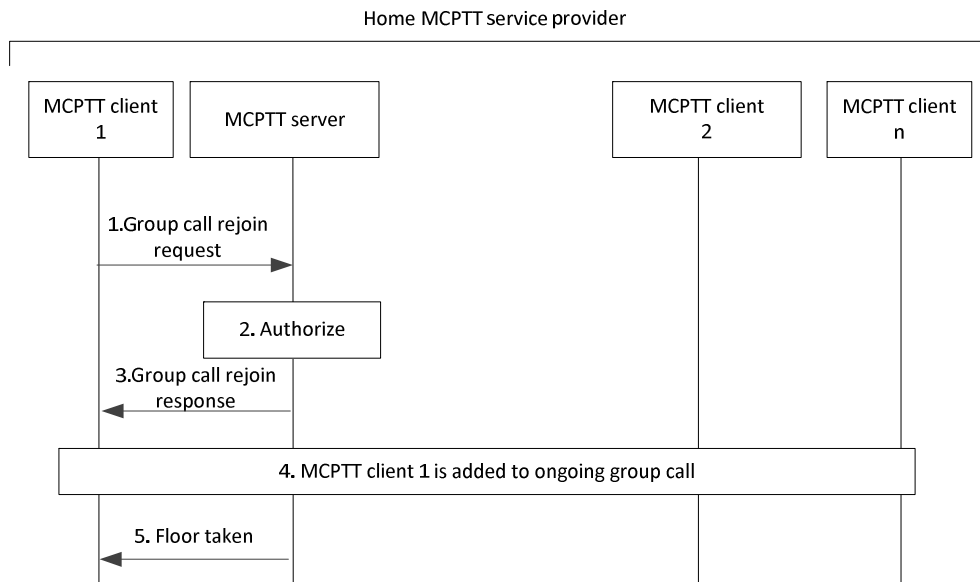 Home MCPTT service provider
MCPTT client
1
MCPTT server
MCPTT client
2
MCPTT client
n
1.Group call rejoin
request
2. Authorize
3.Group call rejoin
response
4. MCPTT client 1 is added to ongoing group call
5. Floor taken